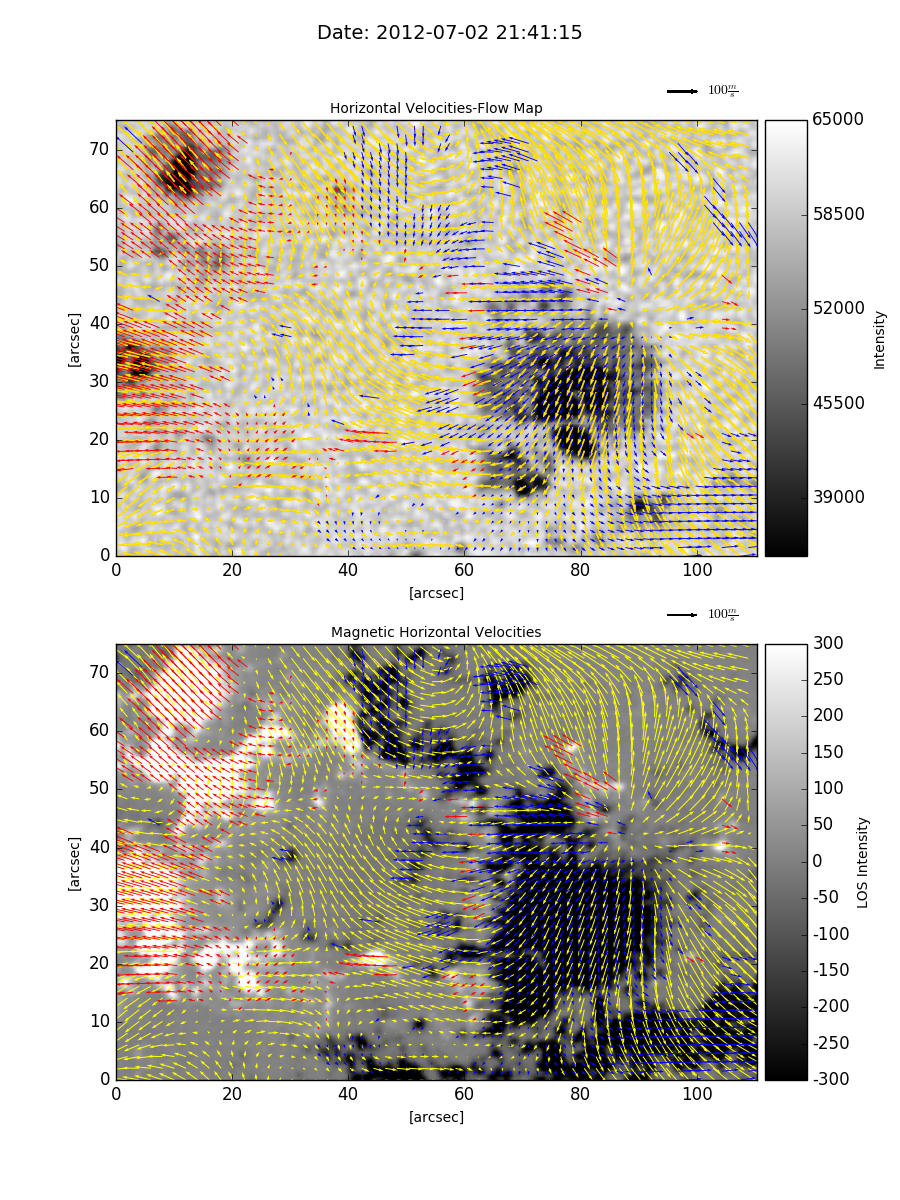 Date: 2012-07-02 21:41:15
100 m/s
Horizontal Velocities-Flow Map
[arcsec]
70
60
50
40
30
20
10
0
0 20 40 60 80 100
[arcsec]
65000
58500
52000
45500
39000
Intensity
100 m/s
Magnetic Horizontal Velocities
[arcsec]
70
60
50
40
30
20
10
0
0 20 40 60 80 100
[arcsec]
300
250
200
150
100
50
0
-50
-100
-150
-200
-250
-300
LOS Intensity